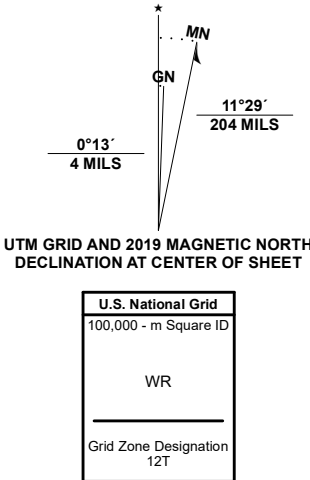 ★
MN
GN
11°29´
204 MILS
0°13´
4 MILS
UTM GRID AND 2019 MAGNETIC NORTH
DECLINATION AT CENTER OF SHEET
U.S. National Grid
100,000 - m Square ID
WR
Grid Zone Designation
12T